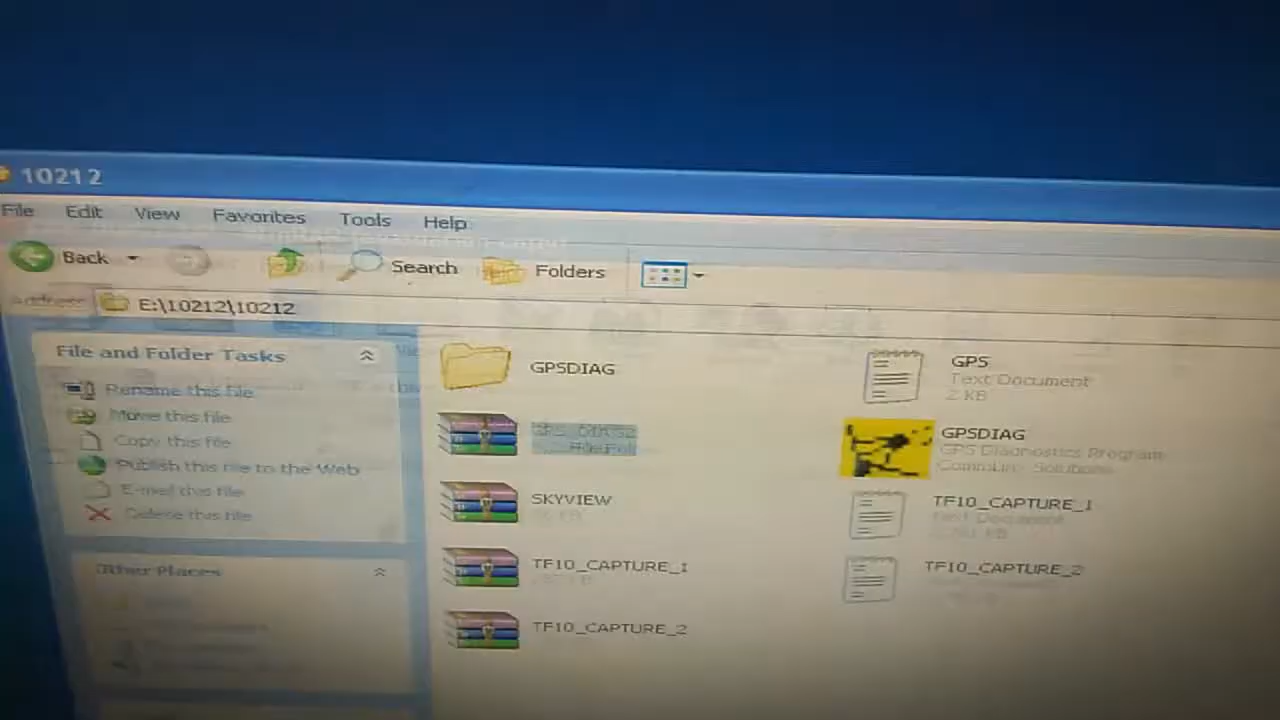 10212
File Edit View Favorites Tools Help
Back Search Folders
Address E:\10212\10212
File and Folder Tasks
Rename this file
Move this file
Copy this file
Publish this file to the Web
E-mail this file
Delete this file
Other Places
GPSDIAG
SKYVIEW
TF10_CAPTURE_1
TF10_CAPTURE_2
GPS
Text Document
2 KB
GPSDIAG
GPS Diagnostics Program
Solutions
TF10_CAPTURE_1
Text Document
TF10_CAPTURE_2